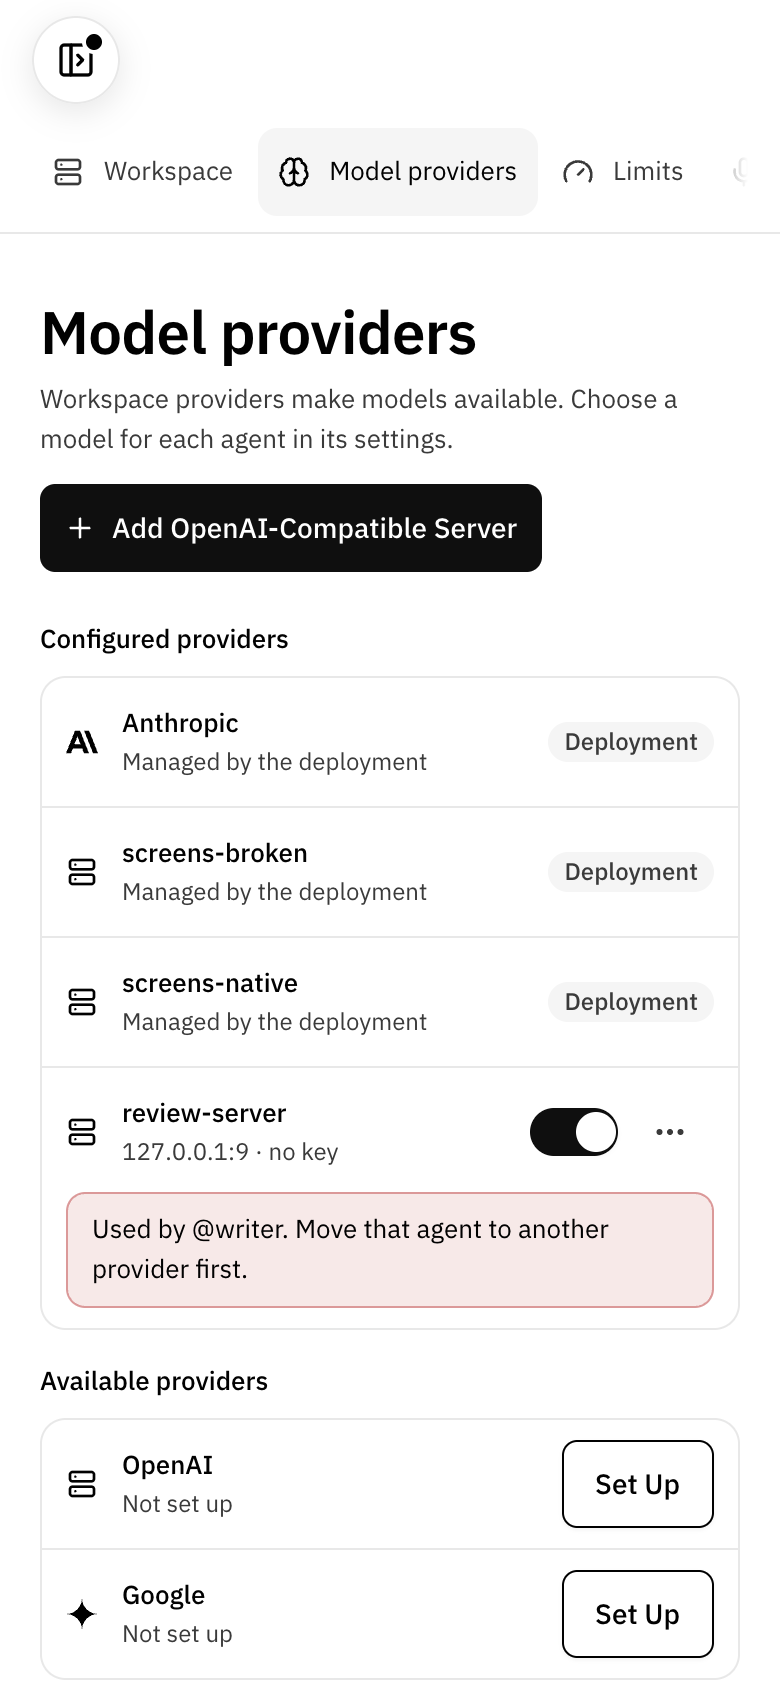 Workspace
Model providers
Limits
Model providers
Workspace providers make models available. Choose a
model for each agent in its settings.
Add OpenAI-Compatible Server
Configured providers
Anthropic
Managed by the deployment
Deployment
screens-broken
Managed by the deployment
Deployment
screens-native
Managed by the deployment
Deployment
review-server
127.0.0.1:9 · no key
Used by @writer. Move that agent to another
provider first.
Available providers
OpenAI
Not set up
Set Up
Google
Not set up
Set Up